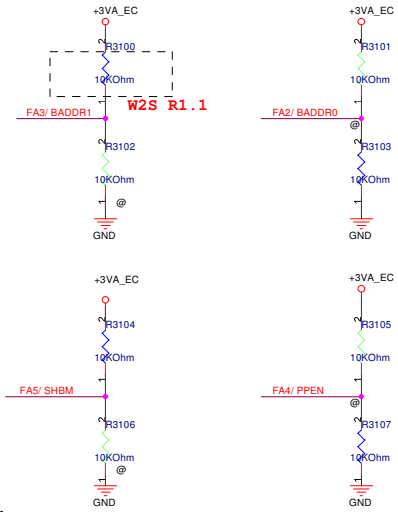 +3VA_EC
2
R3100
10KOhm
1
W2S R1.1
FA3/ BADDR1
2
R3102
10KOhm
1
@
GND
+3VA_EC
2
R3101
10KOhm
1
FA2/ BADDR0
@
2
R3103
10KOhm
1
GND
+3VA_EC
2
R3104
10KOhm
1
FA5/ SHBM
2
R3106
10KOhm
@
1
GND
+3VA_EC
2
R3105
10KOhm
1
FA4/ PPEN
@
2
R3107
10KOhm
1
GND